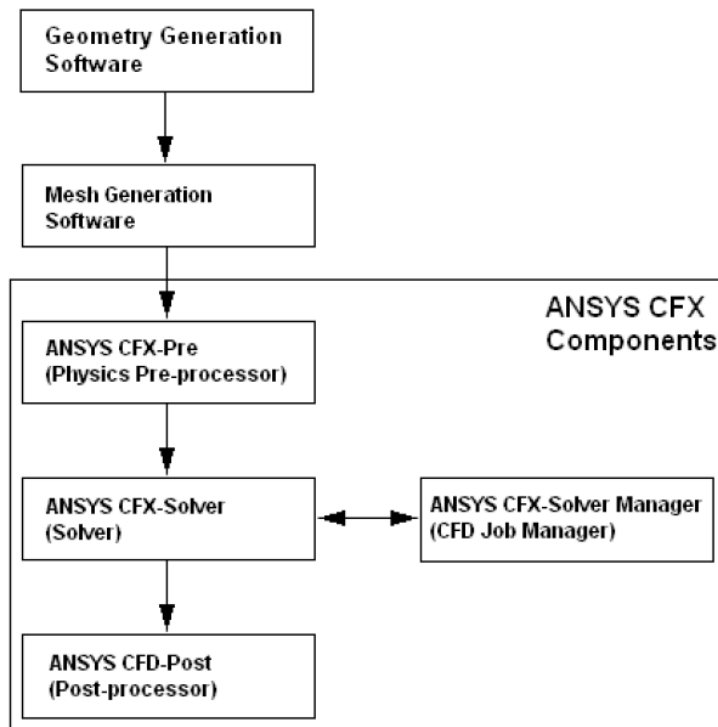 Geometry Generation
Software
Mesh Generation
Software
ANSYS CFX
Components
ANSYS CFX-Pre
(Physics Pre-processor)
ANSYS CFX-Solver
(Solver)
ANSYS CFX-Solver Manager
(CFD Job Manager)
ANSYS CFD-Post
(Post-processor)